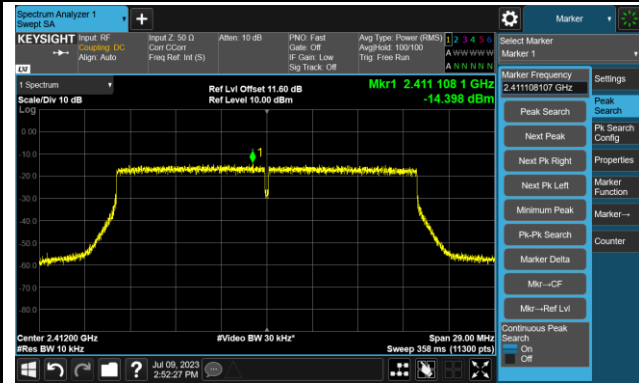 Spectrum Analyzer 1
Swept SA
KEYSIGHT
Input: RF
Coupling: DC
Align: Auto
Input Z: 50 Ω
Corr CCorr
Freq Ref: Int (S)
Atten: 10 dB
PNO: Fast
Gate: Off
IF Gain: Low
Sig Track: Off
Avg Type: Power (RMS)
Avg|Hold: 100/100
Trig: Free Run
1 2 3 4 5 6
A W W W W W
A N N N N N
LXI
1 Spectrum
Scale/Div 10 dB
Ref Lvl Offset 11.60 dB
Ref Level 10.00 dBm
Mkr1 2.411 108 1 GHz
-14.398 dBm
Log
0.00
-10.0
-20.0
-30.0
-40.0
-50.0
-60.0
-70.0
-80.0
1
Center 2.41200 GHz
#Res BW 10 kHz
#Video BW 30 kHz*
Span 29.00 MHz
Sweep 358 ms (11300 pts)
Jul 09, 2023
2:52:27 PM
Marker
Select Marker
Marker 1
Marker Frequency
2.411108107 GHz
Peak Search
Next Peak
Next Pk Right
Next Pk Left
Minimum Peak
Pk-Pk Search
Marker Delta
Mkr→CF
Mkr→Ref Lvl
Continuous Peak
Search
On
Off
Settings
Peak
Search
Pk Search
Config
Properties
Marker
Function
Marker→
Counter